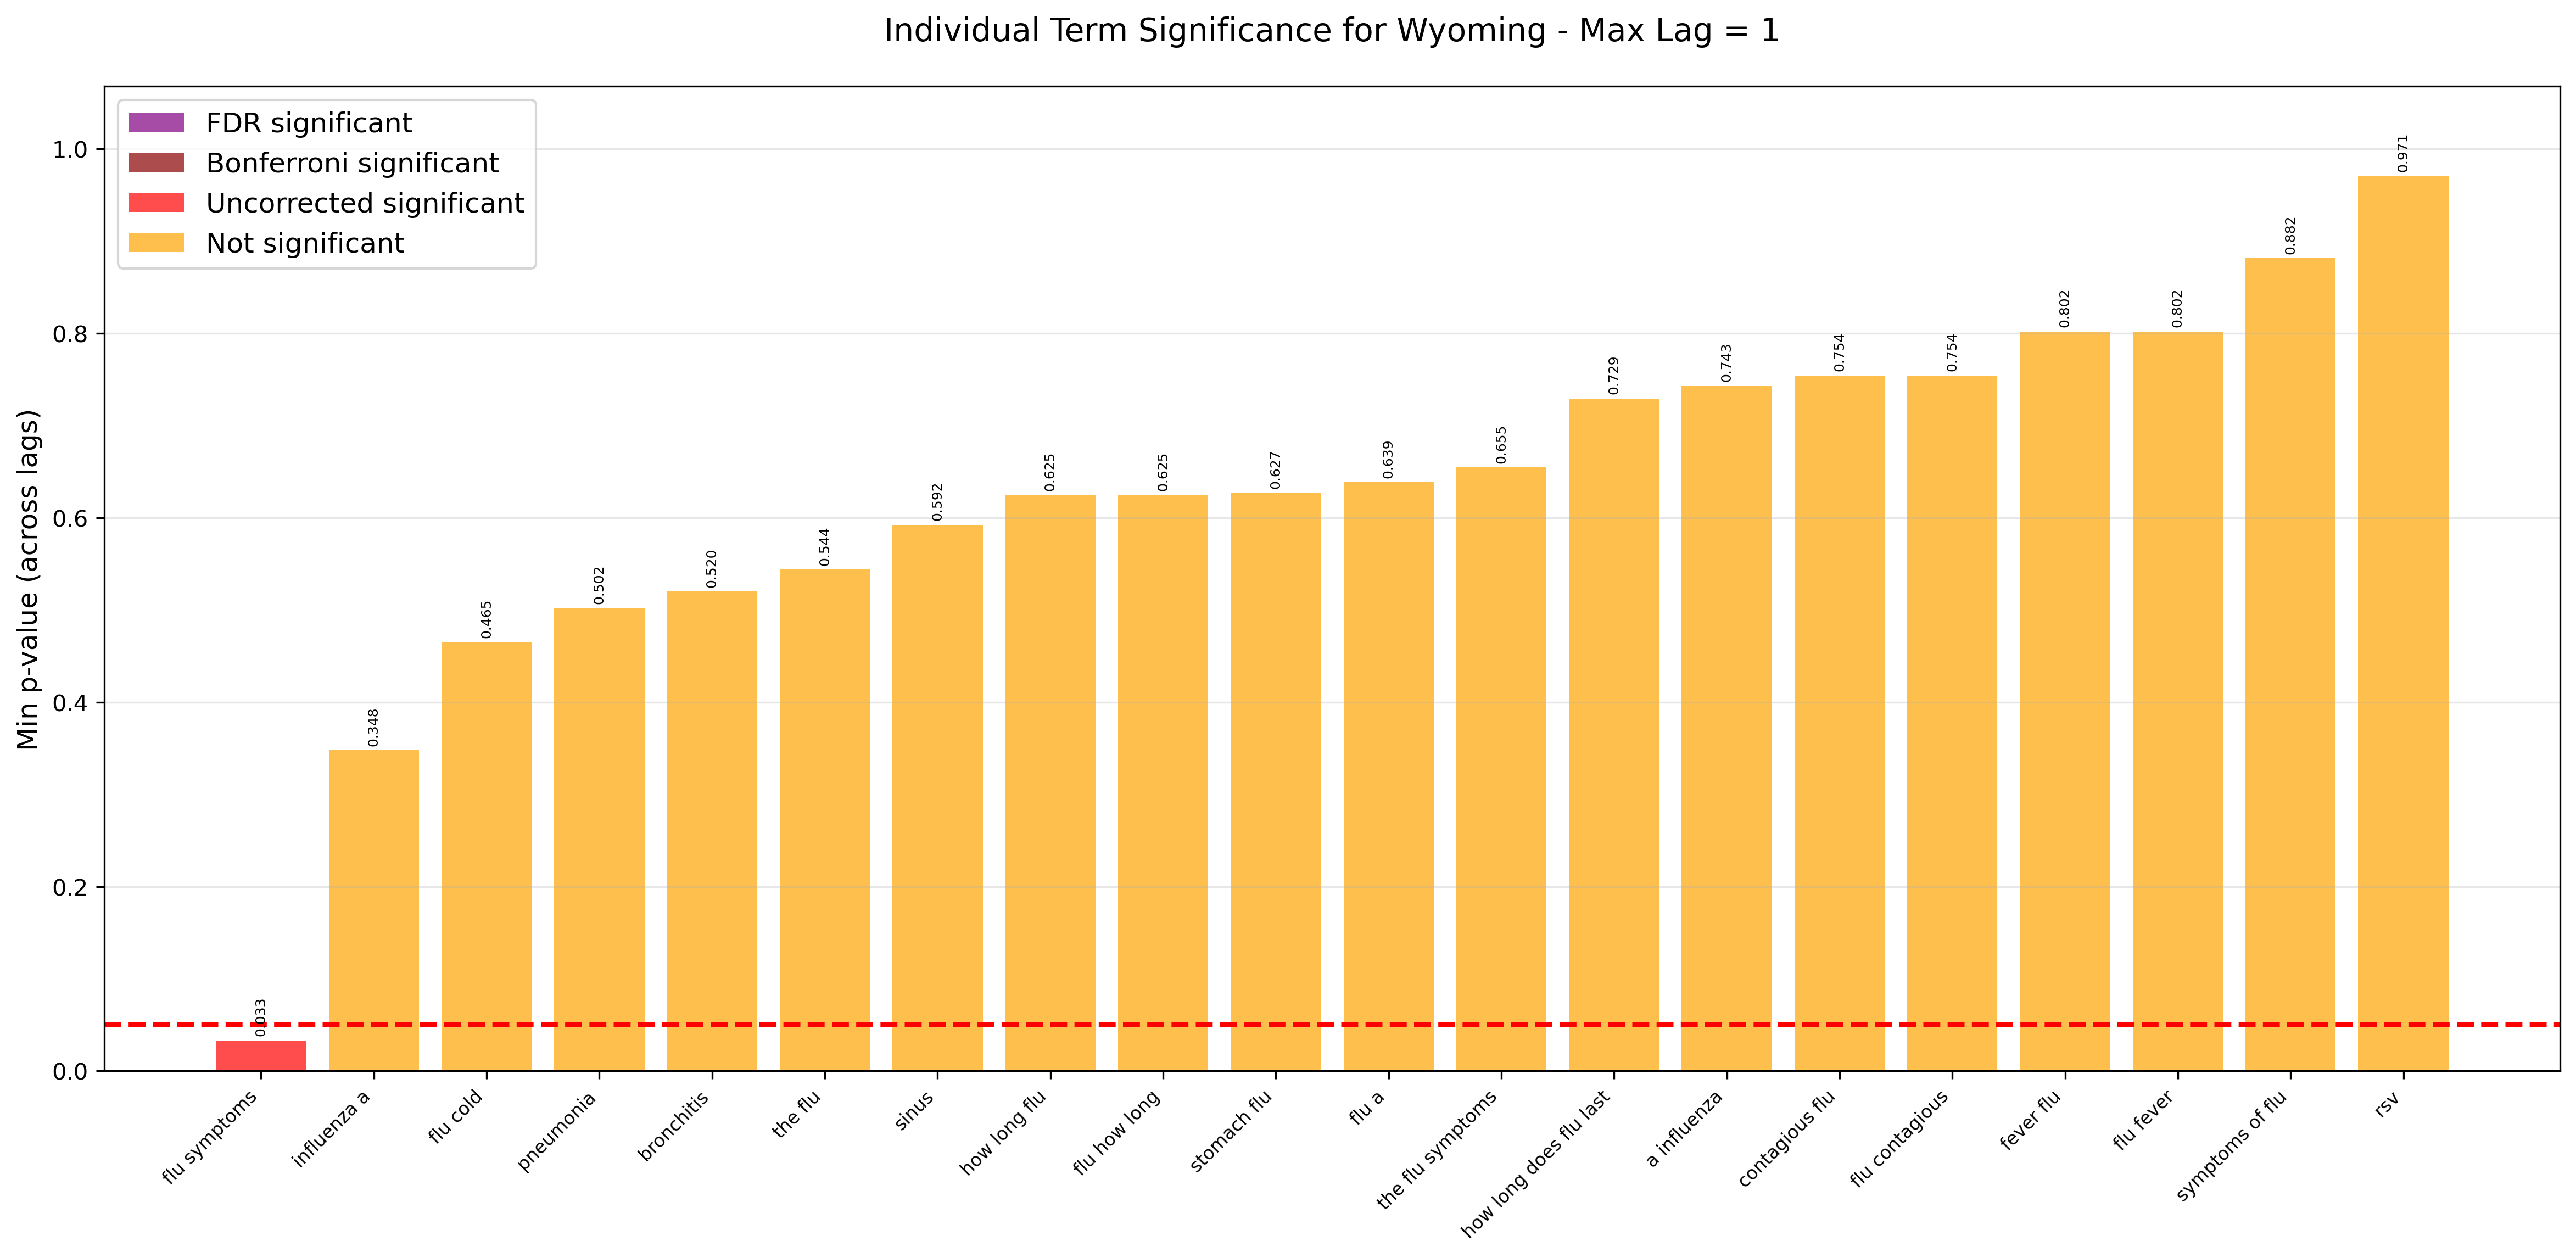 Individual Term Significance for Wyoming - Max Lag = 1
FDR significant
Bonferroni significant
Uncorrected significant
Not significant
Min p-value (across lags)
1.0
0.8
0.6
0.4
0.2
0.0
0.033
0.348
0.465
0.502
0.520
0.544
0.592
0.625
0.625
0.627
0.639
0.655
0.729
0.743
0.754
0.754
0.802
0.802
0.882
0.971
flu symptoms
influenza a
flu cold
pneumonia
bronchitis
the flu
sinus
how long flu
flu how long
stomach flu
flu a
the flu symptoms
how long does flu last
a influenza
contagious flu
flu contagious
fever flu
flu fever
symptoms of flu
rsv